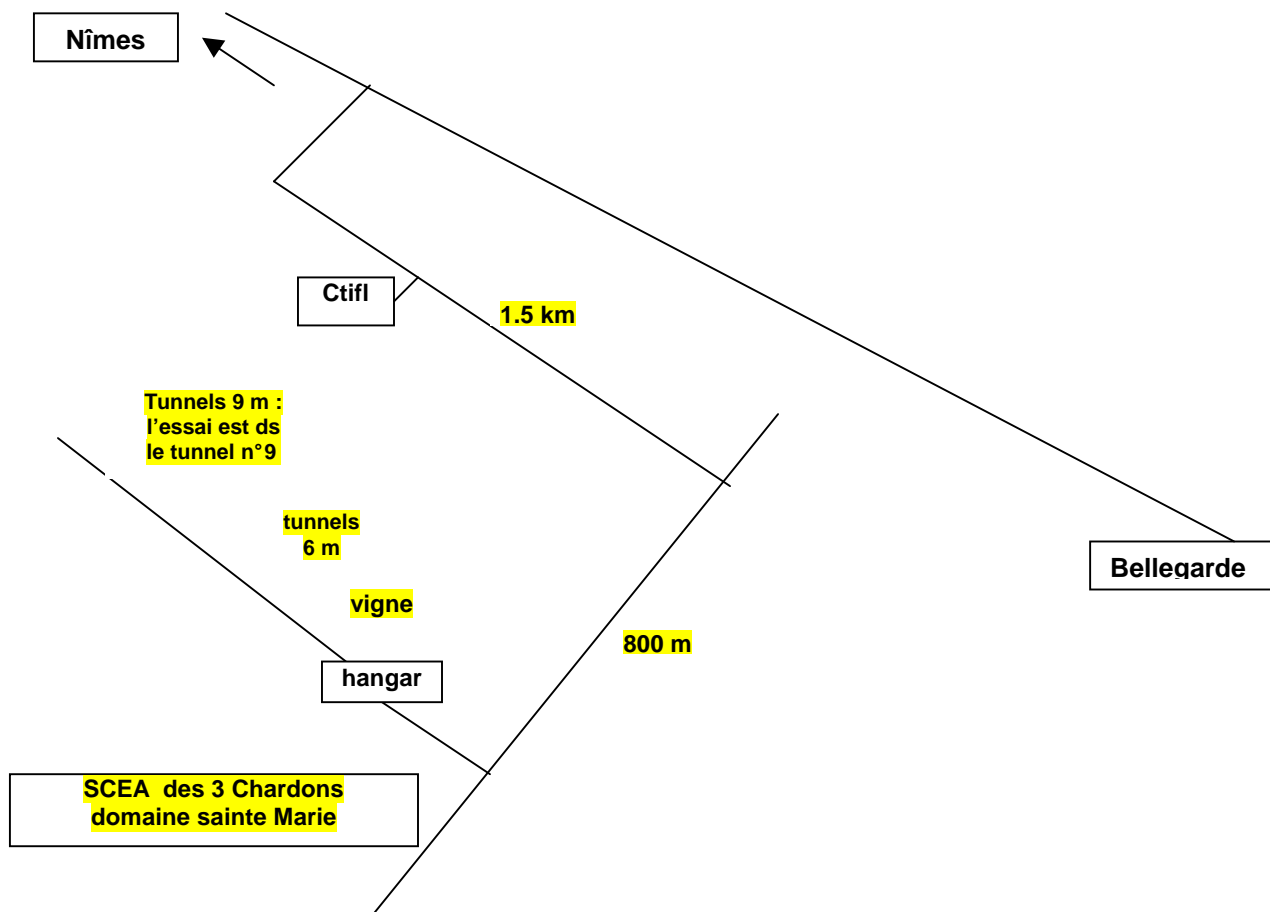 Nîmes
Ctifl
1.5 km
Tunnels 9 m :
l'essai est ds
le tunnel n°9
tunnels
6 m
Bellegarde
vigne
800 m
hangar
SCEA des 3 Chardons
domaine sainte Marie